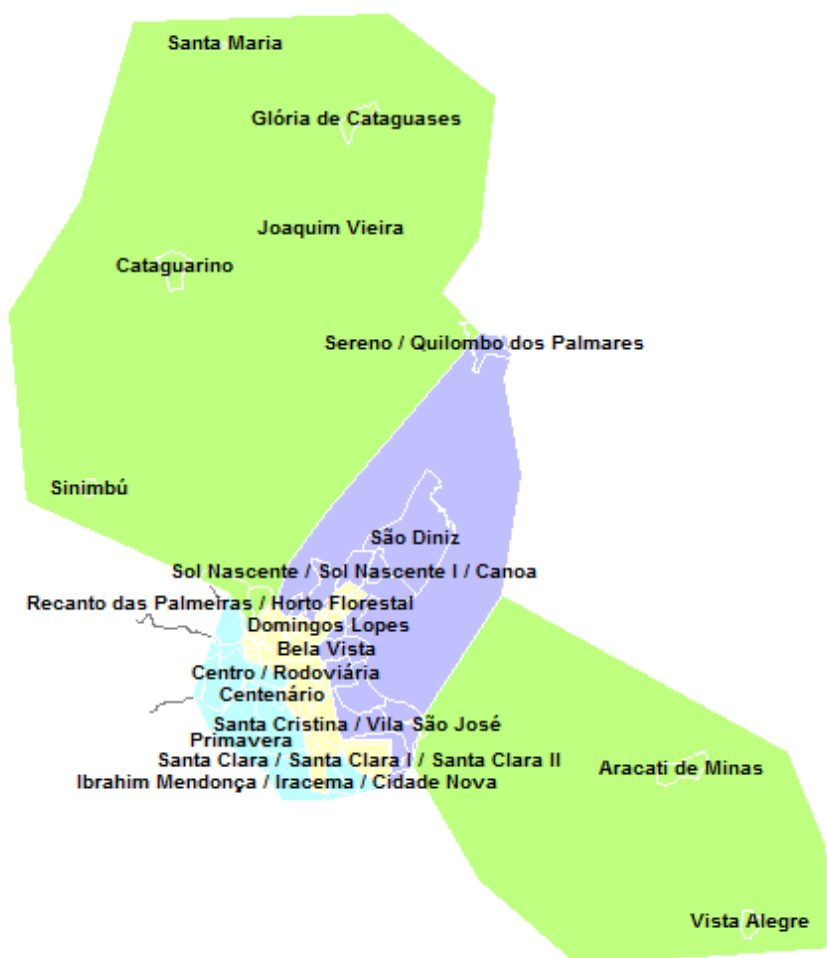 Santa Maria
Glória de Cataguases
Joaquim Vieira
Cataguarino
Sereno / Quilombo dos Palmares
Sinimbú
São Diniz
Sol Nascente / Sol Nascente I / Canoa
Recanto das Palmeiras / Horto Florestal
Domingos Lopes
Bela Vista
Centro / Rodoviária
Centenário
Santa Cristina / Vila São José
Primavera
Santa Clara / Santa Clara I / Santa Clara II
Aracati de Minas
Ibrahim Mendonça / Iracema / Cidade Nova
Vista Alegre